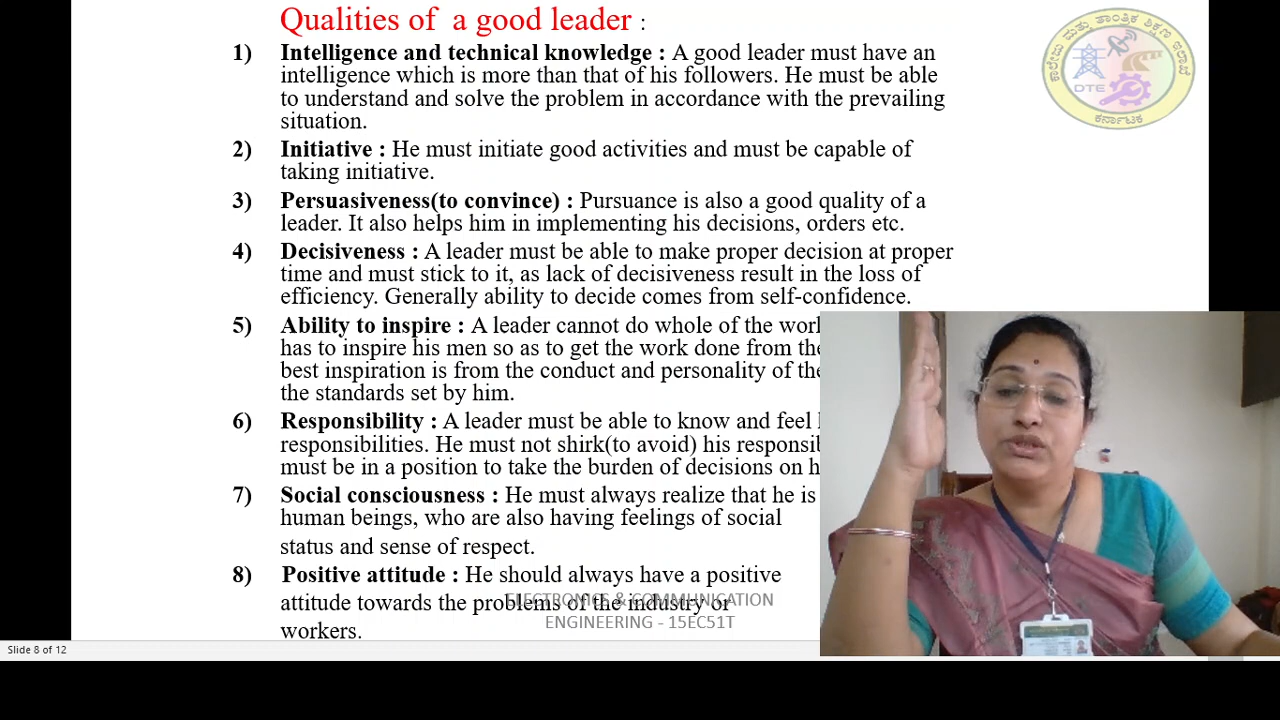 Qualities of a good leader :
1) Intelligence and technical knowledge : A good leader must have an
intelligence which is more than that of his followers. He must be able
to understand and solve the problem in accordance with the prevailing
situation.
2) Initiative : He must initiate good activities and must be capable of
taking initiative.
3) Persuasiveness(to convince) : Pursuance is also a good quality of a
leader. It also helps him in implementing his decisions, orders etc.
4) Decisiveness : A leader must be able to make proper decision at proper
time and must stick to it, as lack of decisiveness result in the loss of
efficiency. Generally ability to decide comes from self-confidence.
5) Ability to inspire : A leader cannot do whole of the
has to inspire his men so as to get the work done from
best inspiration is from the conduct and personality of
the standards set by him.
6) Responsibility : A leader must be able to know and feel
responsibilities. He must not shirk(to avoid) his
must be in a position to take the burden of decisions on
7) Social consciousness : He must always realize that he is
human beings, who are also having feelings of social
status and sense of respect.
8) Positive attitude : He should always have a positive
attitude towards the problems of the industry or
workers.
ELECTRONICS & COMMUNICATION
ENGINEERING - 15EC51T
Slide 8 of 12
ಕಾಲೇಜು ಮತ್ತು ತಾಂತ್ರಿಕ ಶಿಕ್ಷಣ ಇಲಾಖೆ
DTE
ಕರ್ನಾಟಕ